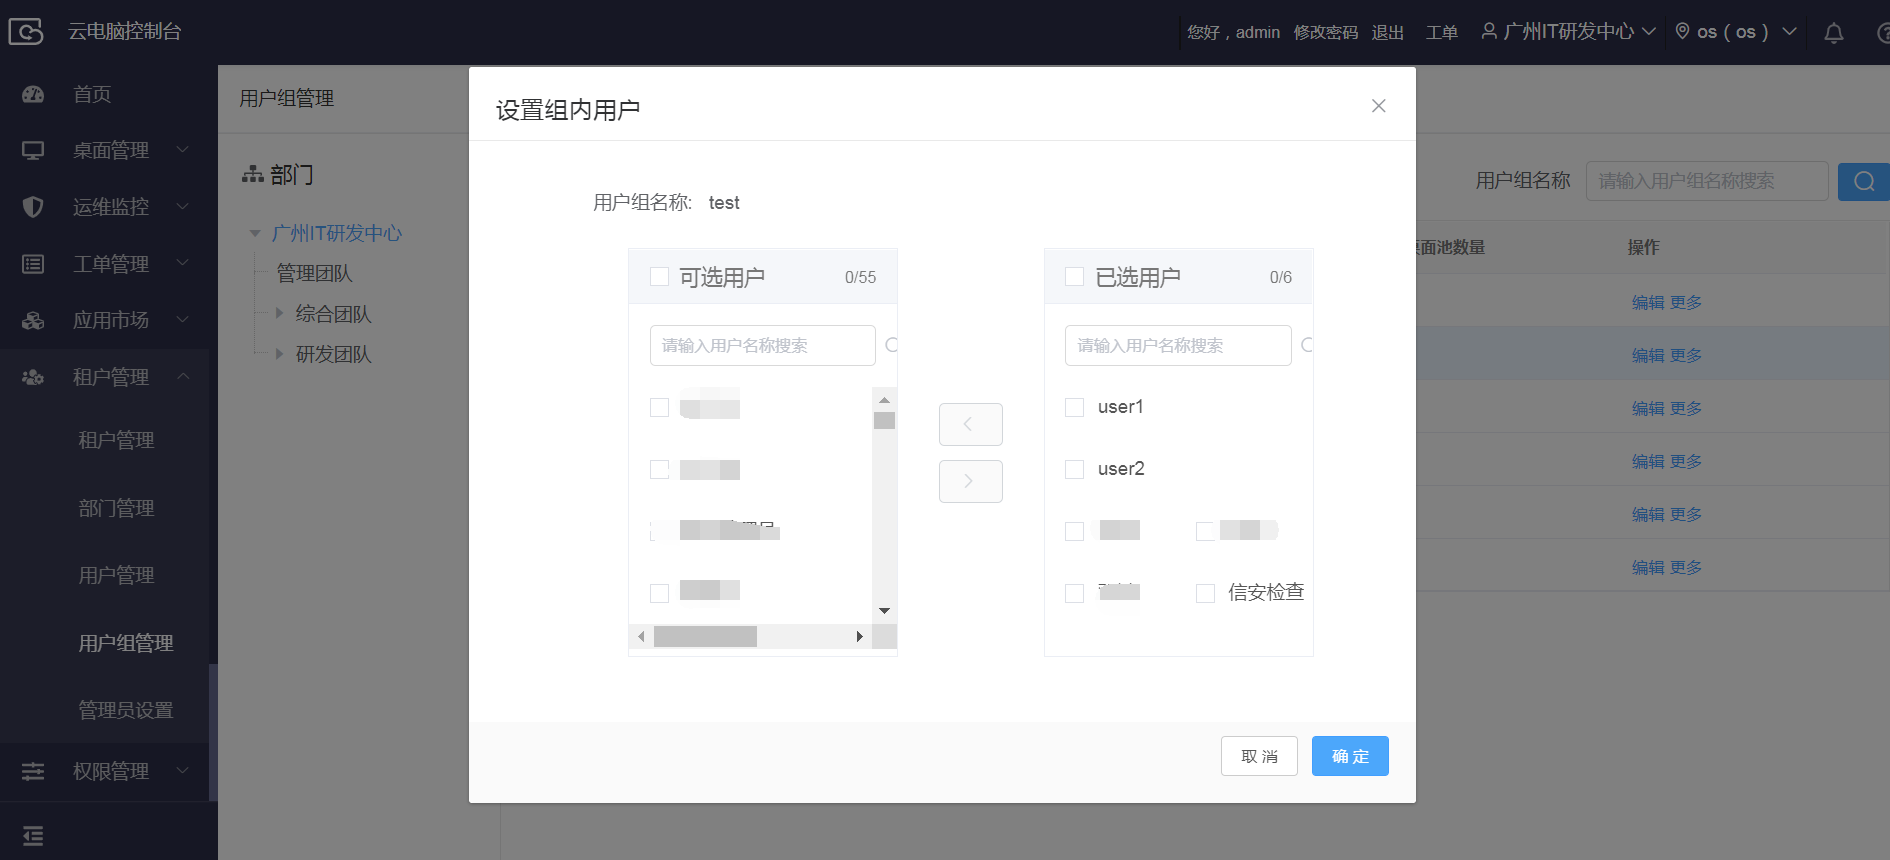 云电脑控制台
您好，admin 修改密码 退出 工单 广州IT研发中心 os（os）
首页
桌面管理
运维监控
工单管理
应用市场
租户管理
租户管理
部门管理
用户管理
用户组管理
管理员设置
权限管理
用户组管理
部门
广州IT研发中心
管理团队
综合团队
研发团队
用户组名称 请输入用户组名称搜索
面池数量 操作
编辑 更多
编辑 更多
编辑 更多
编辑 更多
编辑 更多
编辑 更多
设置组内用户
用户组名称: test
可选用户 0/55
请输入用户名称搜索
已选用户 0/6
请输入用户名称搜索
user1
user2
信安检查
取消 确定